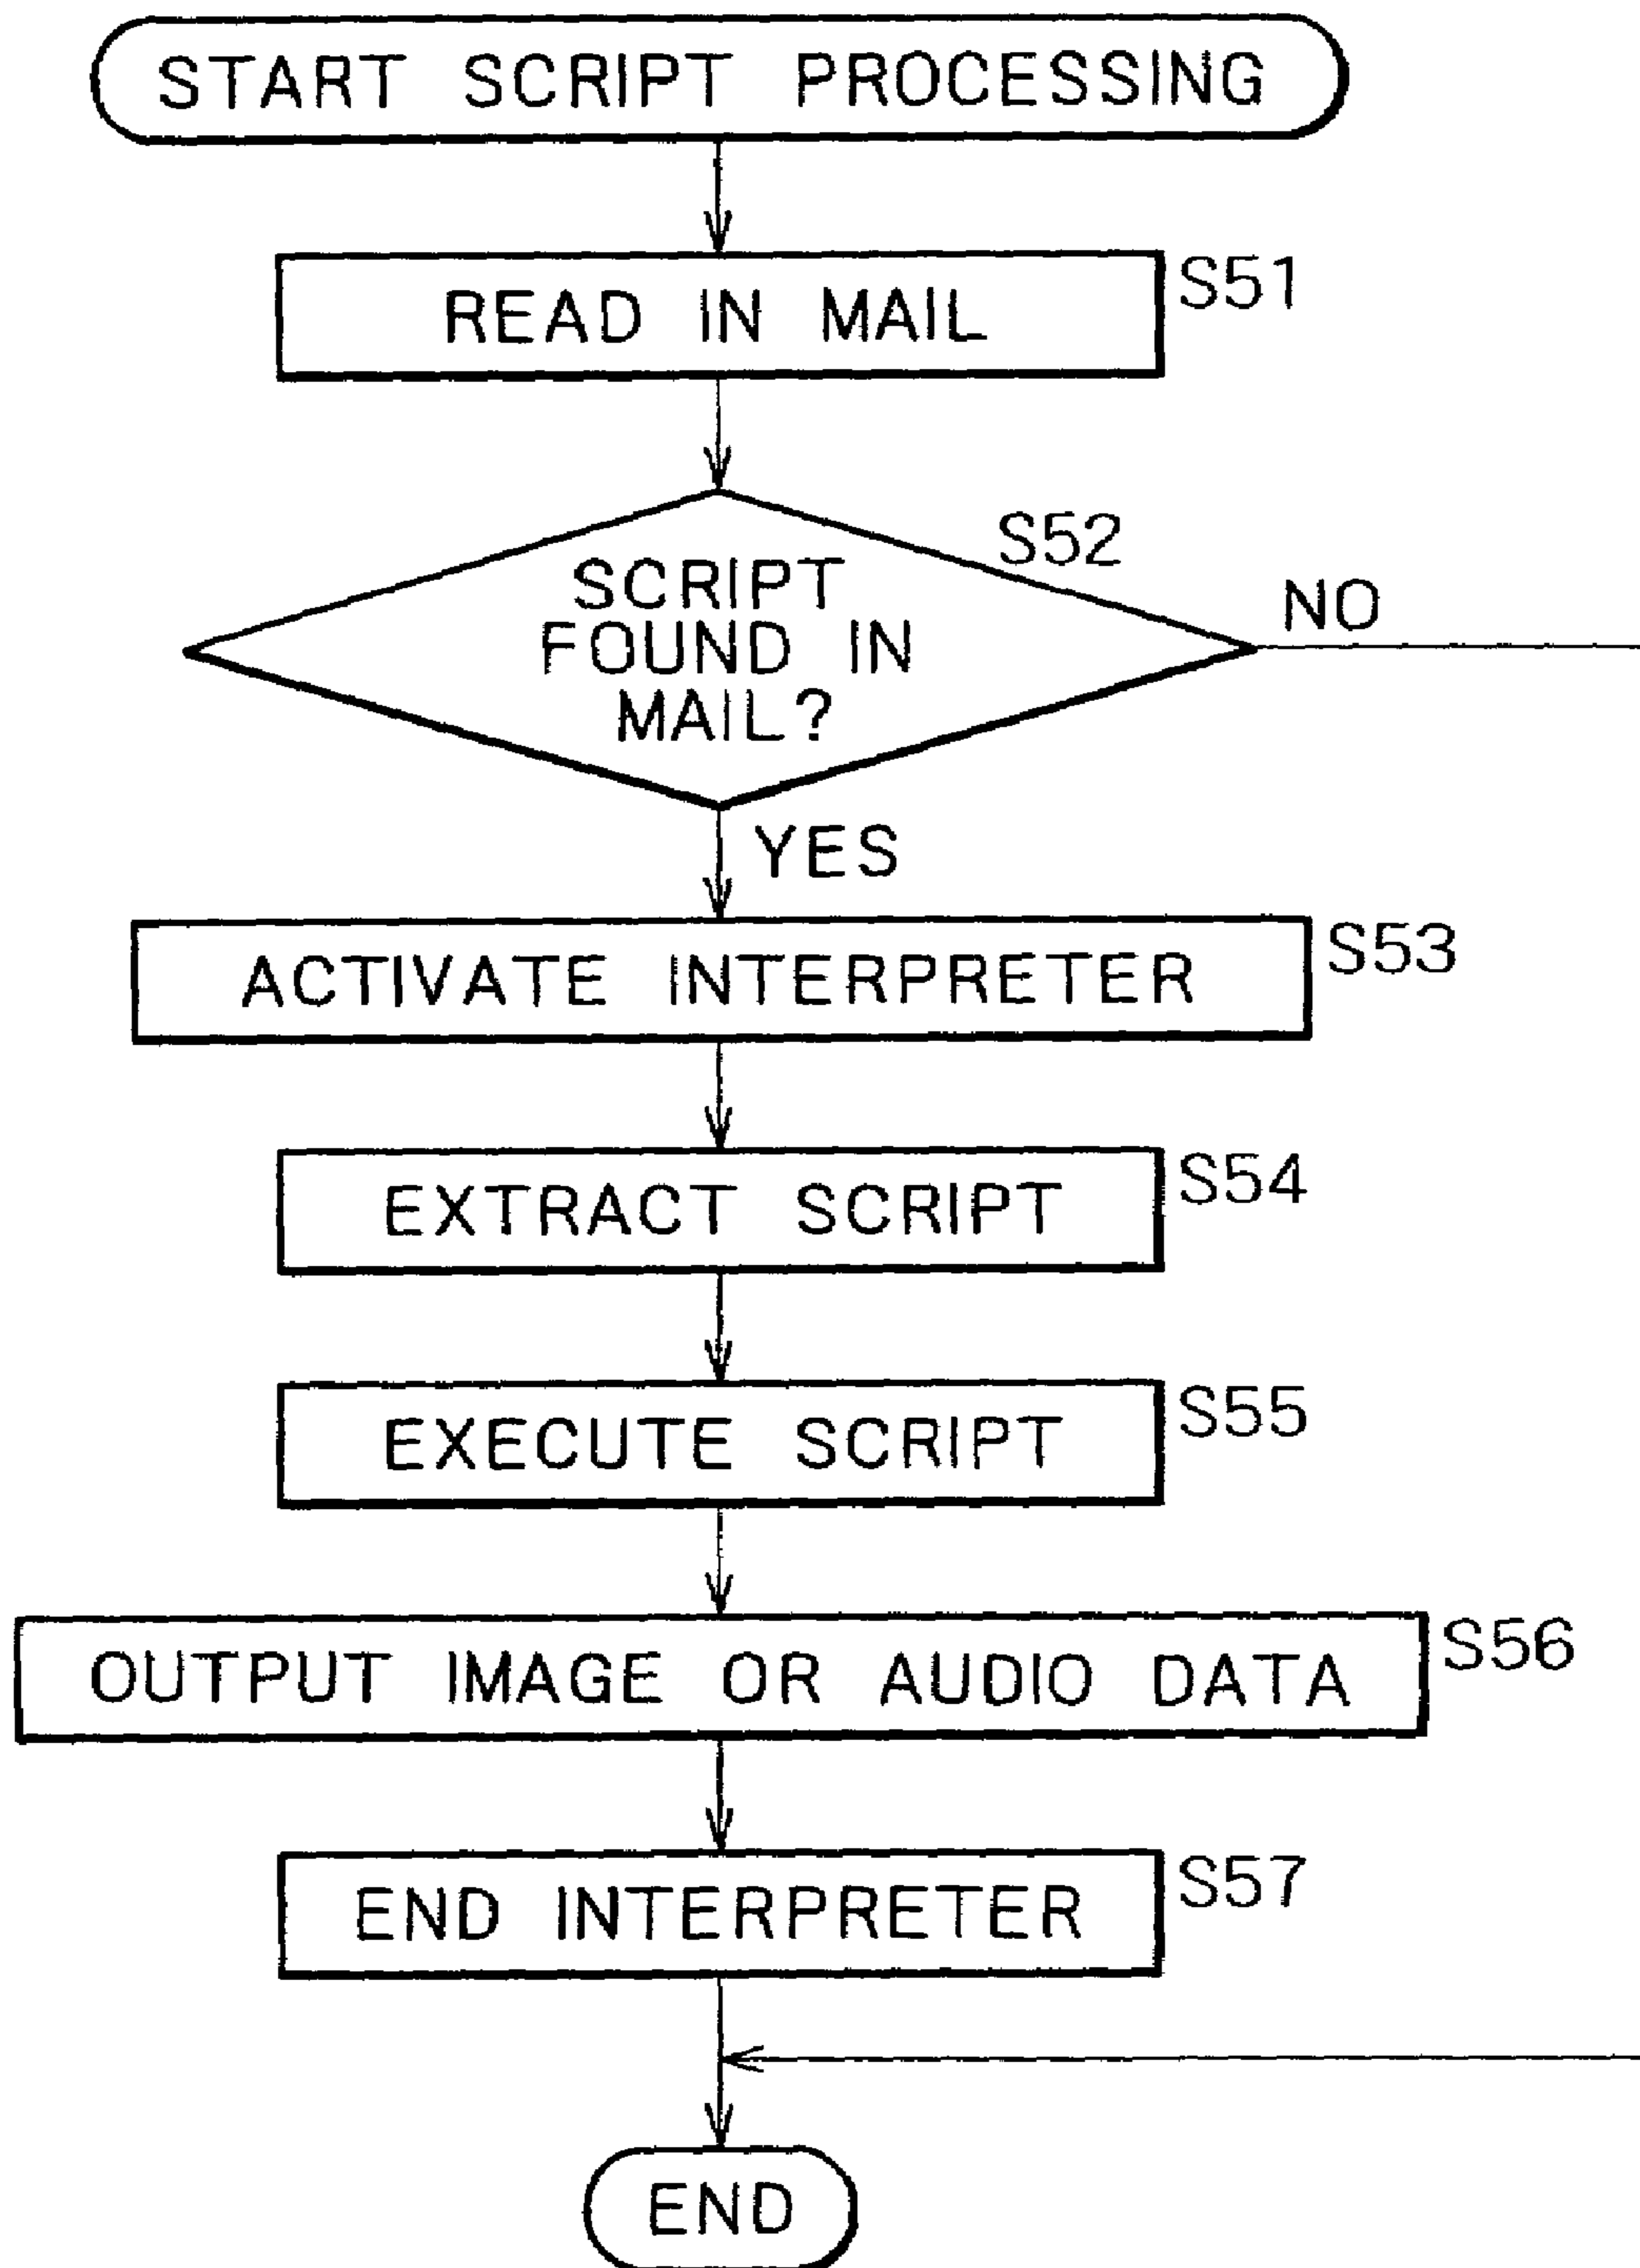 START SCRIPT PROCESSING
READ IN MAIL
S51
SCRIPT
FOUND IN
MAIL?
S52
NO
YES
ACTIVATE INTERPRETER
S53
EXTRACT SCRIPT
S54
EXECUTE SCRIPT
S55
OUTPUT IMAGE OR AUDIO DATA
S56
END INTERPRETER
S57
END